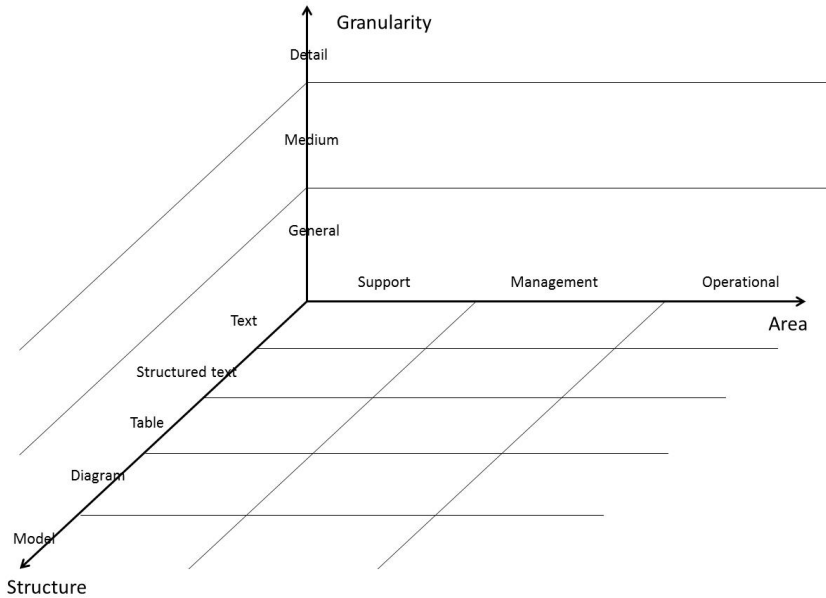 Granularity
Detail
Medium
General
Support
Management
Operational
Area
Text
Structured text
Table
Diagram
Model
Structure